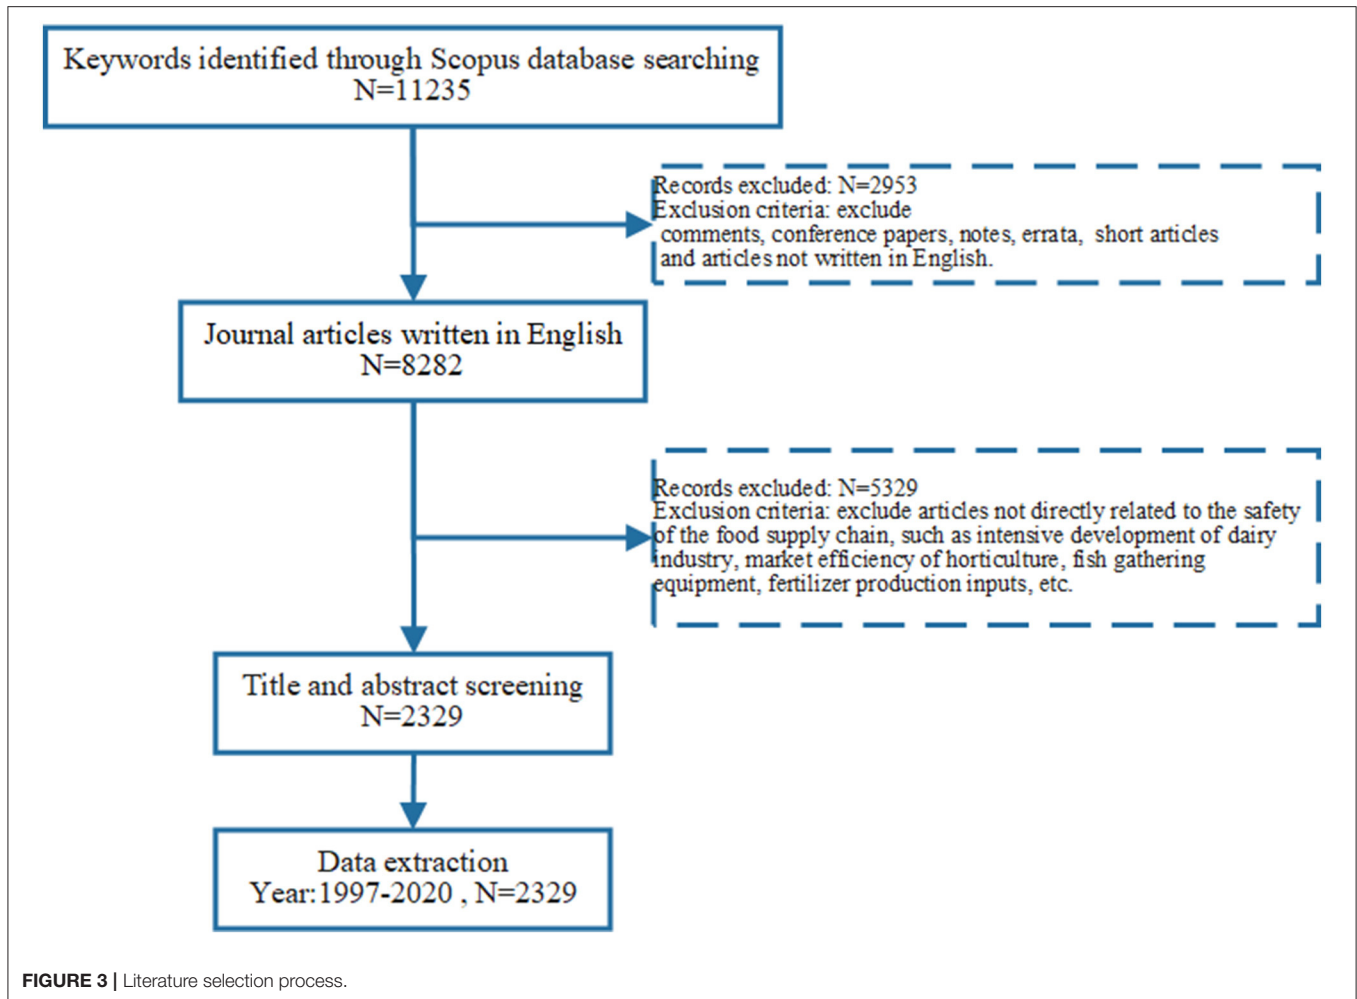 Keywords identified through Scopus database searching
N=11235
Records excluded: N=2953
Exclusion criteria: exclude
comments, conference papers, notes, errata, short articles
and articles not written in English.
Journal articles written in English
N=8282
Records excluded: N=5329
Exclusion criteria: exclude articles not directly related to the safety
of the food supply chain, such as intensive development of dairy
industry, market efficiency of horticulture, fish gathering
equipment, fertilizer production inputs, etc.
Title and abstract screening
N=2329
Data extraction
Year:1997-2020 , N=2329
FIGURE 3 | Literature selection process.